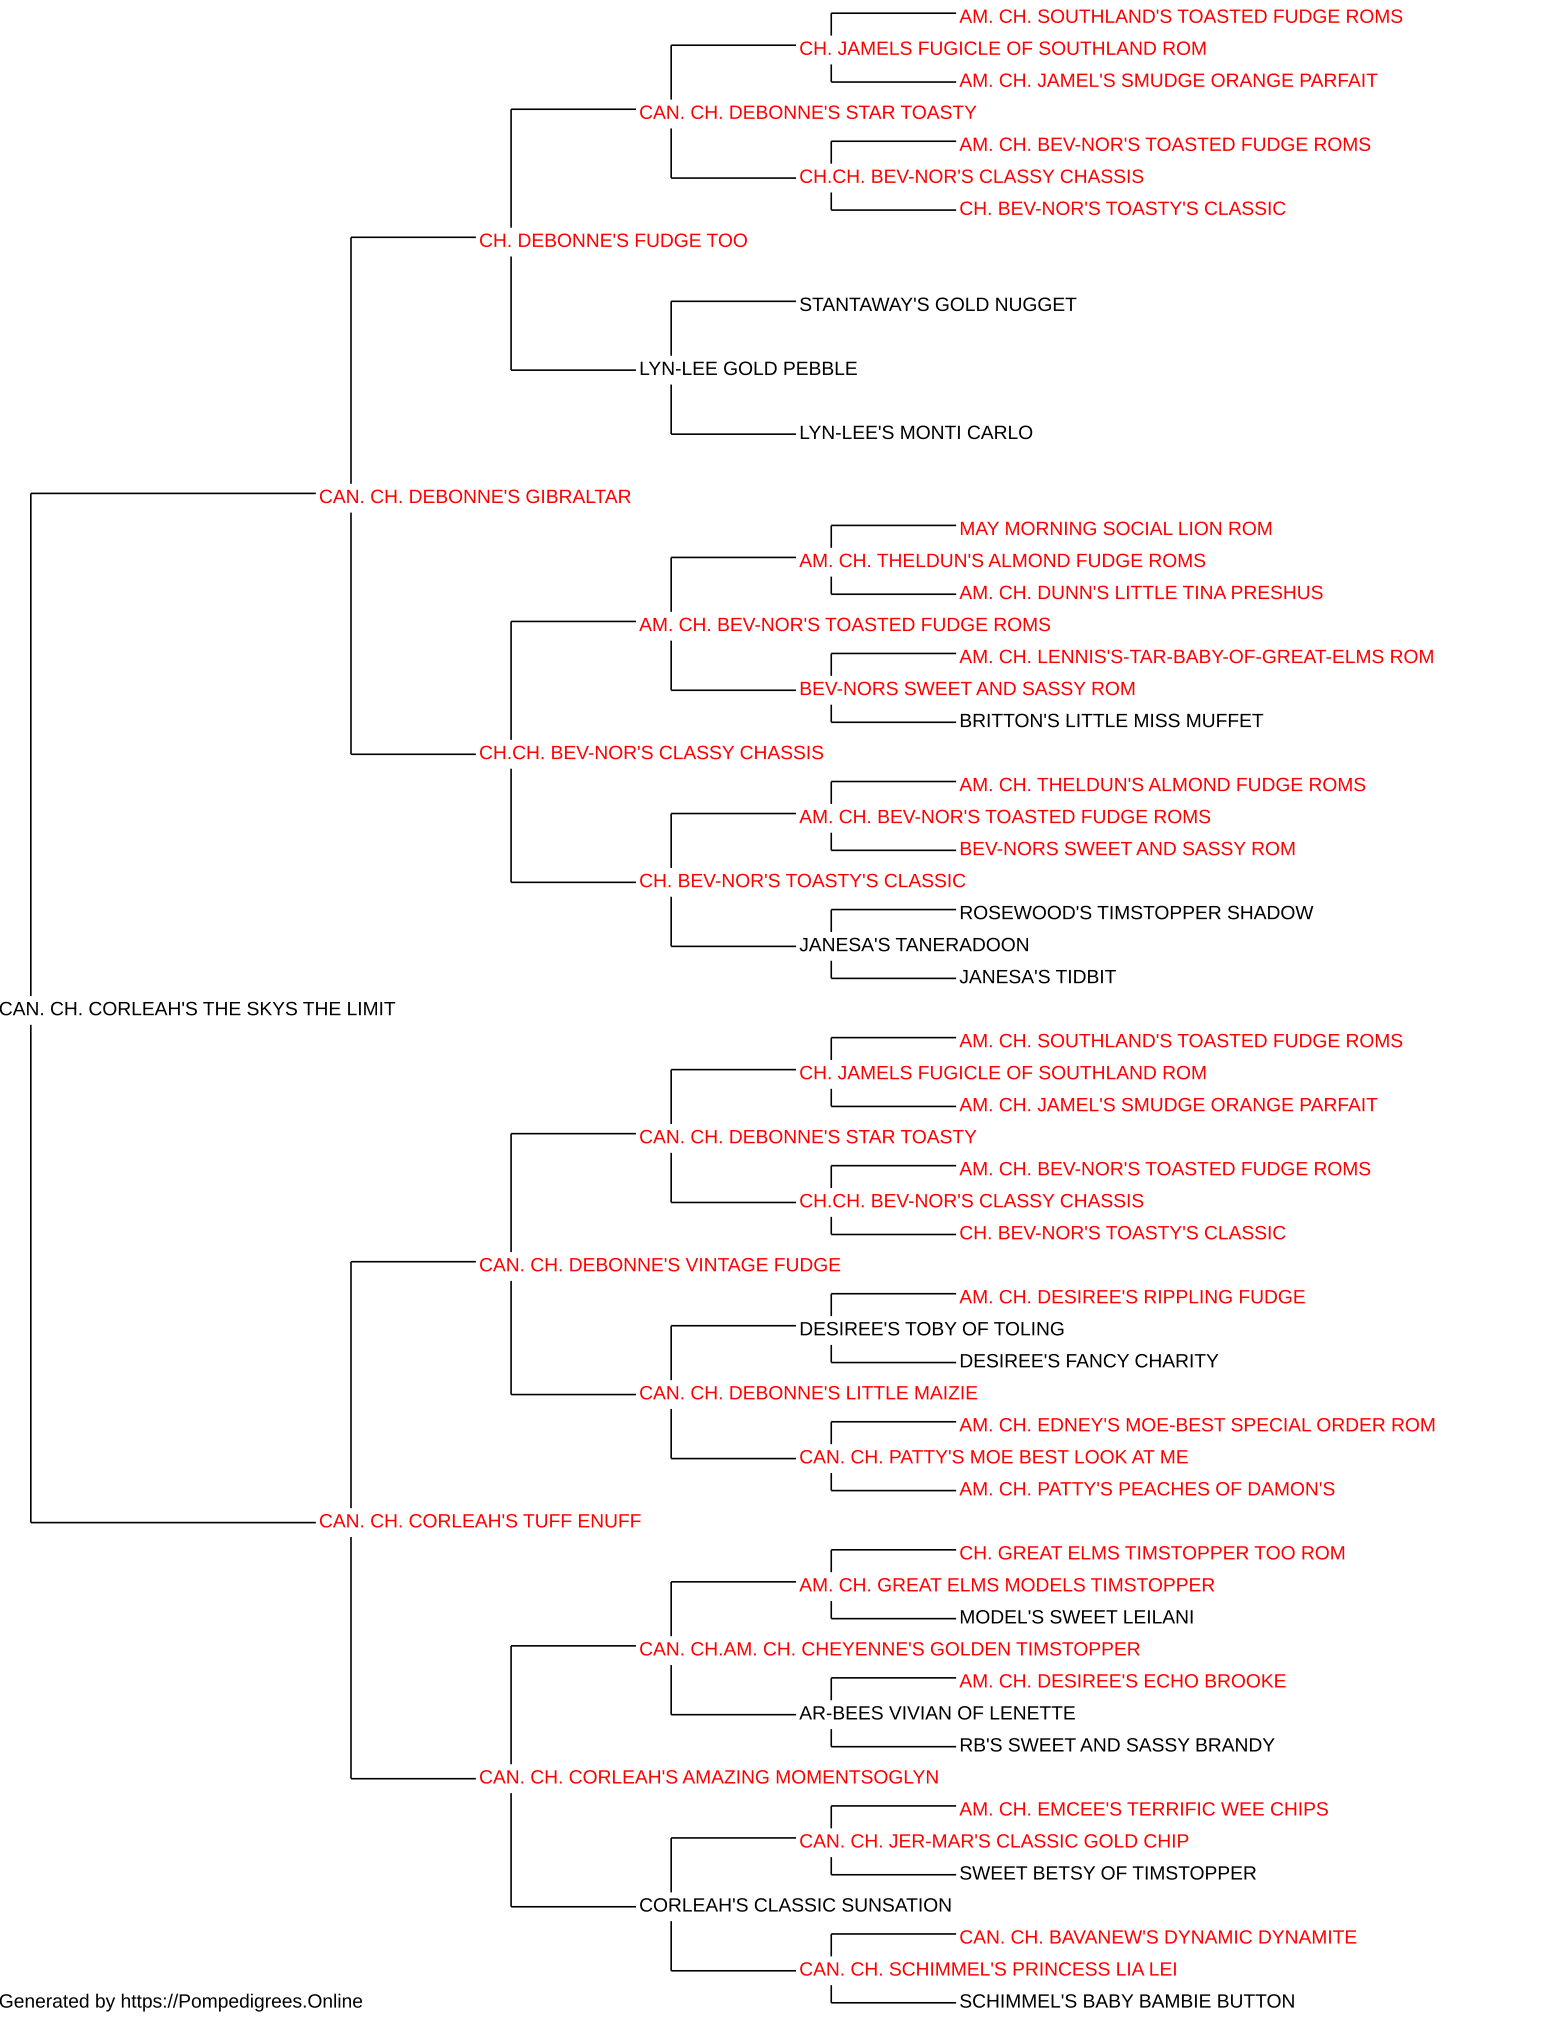 AM. CH. SOUTHLAND'S TOASTED FUDGE ROMS
CH. JAMELS FUGICLE OF SOUTHLAND ROM
AM. CH. JAMEL'S SMUDGE ORANGE PARFAIT
CAN. CH. DEBONNE'S STAR TOASTY
AM. CH. BEV-NOR'S TOASTED FUDGE ROMS
CH.CH. BEV-NOR'S CLASSY CHASSIS
CH. BEV-NOR'S TOASTY'S CLASSIC
CH. DEBONNE'S FUDGE TOO
STANTAWAY'S GOLD NUGGET
LYN-LEE GOLD PEBBLE
LYN-LEE'S MONTI CARLO
CAN. CH. DEBONNE'S GIBRALTAR
MAY MORNING SOCIAL LION ROM
AM. CH. THELDUN'S ALMOND FUDGE ROMS
AM. CH. DUNN'S LITTLE TINA PRESHUS
AM. CH. BEV-NOR'S TOASTED FUDGE ROMS
AM. CH. LENNIS'S-TAR-BABY-OF-GREAT-ELMS ROM
BEV-NORS SWEET AND SASSY ROM
BRITTON'S LITTLE MISS MUFFET
CH.CH. BEV-NOR'S CLASSY CHASSIS
AM. CH. THELDUN'S ALMOND FUDGE ROMS
AM. CH. BEV-NOR'S TOASTED FUDGE ROMS
BEV-NORS SWEET AND SASSY ROM
CH. BEV-NOR'S TOASTY'S CLASSIC
ROSEWOOD'S TIMSTOPPER SHADOW
JANESA'S TANERADOON
JANESA'S TIDBIT
CAN. CH. CORLEAH'S THE SKYS THE LIMIT
AM. CH. SOUTHLAND'S TOASTED FUDGE ROMS
CH. JAMELS FUGICLE OF SOUTHLAND ROM
AM. CH. JAMEL'S SMUDGE ORANGE PARFAIT
CAN. CH. DEBONNE'S STAR TOASTY
AM. CH. BEV-NOR'S TOASTED FUDGE ROMS
CH.CH. BEV-NOR'S CLASSY CHASSIS
CH. BEV-NOR'S TOASTY'S CLASSIC
CAN. CH. DEBONNE'S VINTAGE FUDGE
AM. CH. DESIREE'S RIPPLING FUDGE
DESIREE'S TOBY OF TOLING
DESIREE'S FANCY CHARITY
CAN. CH. DEBONNE'S LITTLE MAIZIE
AM. CH. EDNEY'S MOE-BEST SPECIAL ORDER ROM
CAN. CH. PATTY'S MOE BEST LOOK AT ME
AM. CH. PATTY'S PEACHES OF DAMON'S
CAN. CH. CORLEAH'S TUFF ENUFF
CH. GREAT ELMS TIMSTOPPER TOO ROM
AM. CH. GREAT ELMS MODELS TIMSTOPPER
MODEL'S SWEET LEILANI
CAN. CH.AM. CH. CHEYENNE'S GOLDEN TIMSTOPPER
AM. CH. DESIREE'S ECHO BROOKE
AR-BEES VIVIAN OF LENETTE
RB'S SWEET AND SASSY BRANDY
CAN. CH. CORLEAH'S AMAZING MOMENTSOGLYN
AM. CH. EMCEE'S TERRIFIC WEE CHIPS
CAN. CH. JER-MAR'S CLASSIC GOLD CHIP
SWEET BETSY OF TIMSTOPPER
CORLEAH'S CLASSIC SUNSATION
CAN. CH. BAVANEW'S DYNAMIC DYNAMITE
CAN. CH. SCHIMMEL'S PRINCESS LIA LEI
SCHIMMEL'S BABY BAMBIE BUTTON
Generated by https://Pompedigrees.Online